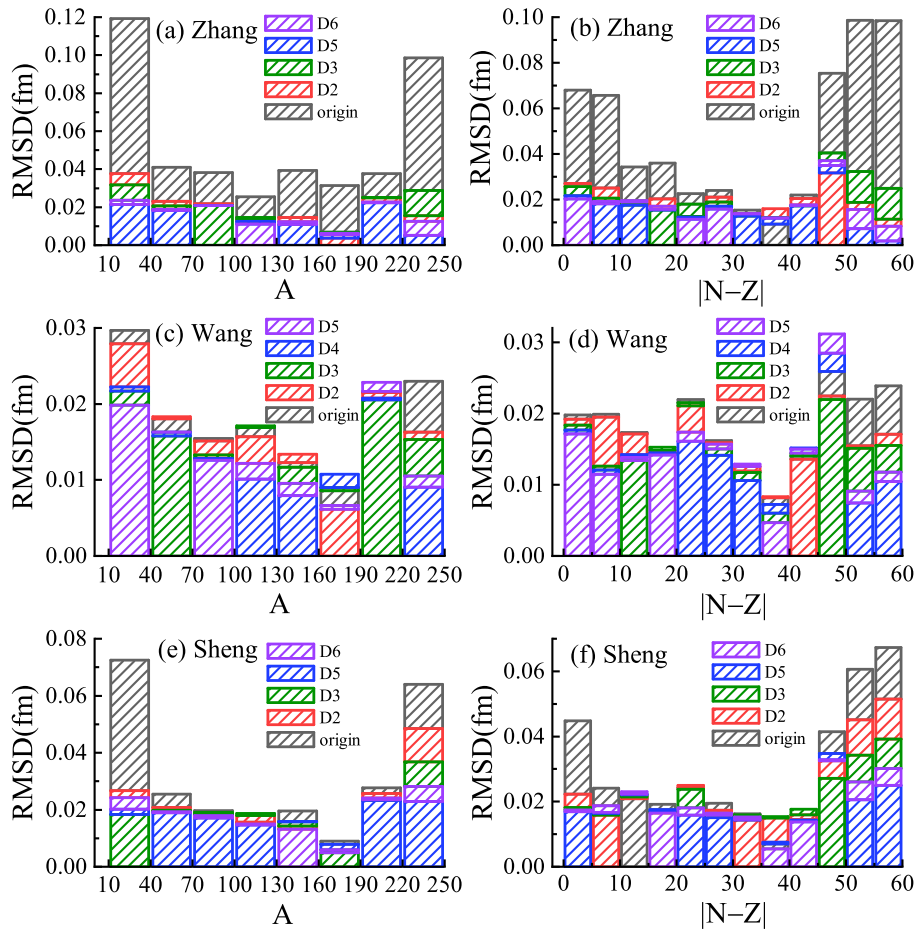 (a) Zhang
D6
D5
D3
D2
origin
RMSD(fm)
0.12
0.10
0.08
0.06
0.04
0.02
0.00
10 40 70 100 130 160 190 220 250
A
(b) Zhang
D6
D5
D3
D2
origin
RMSD(fm)
0.10
0.08
0.06
0.04
0.02
0.00
0 10 20 30 40 50 60
|N−Z|
(c) Wang
D5
D4
D3
D2
origin
RMSD(fm)
0.03
0.02
0.01
0.00
10 40 70 100 130 160 190 220 250
A
(d) Wang
D5
D4
D3
D2
origin
RMSD(fm)
0.03
0.02
0.01
0.00
0 10 20 30 40 50 60
|N−Z|
(e) Sheng
D6
D5
D3
D2
origin
RMSD(fm)
0.08
0.06
0.04
0.02
0.00
10 40 70 100 130 160 190 220 250
A
(f) Sheng
D6
D5
D3
D2
origin
RMSD(fm)
0.06
0.04
0.02
0.00
0 10 20 30 40 50 60
|N−Z|